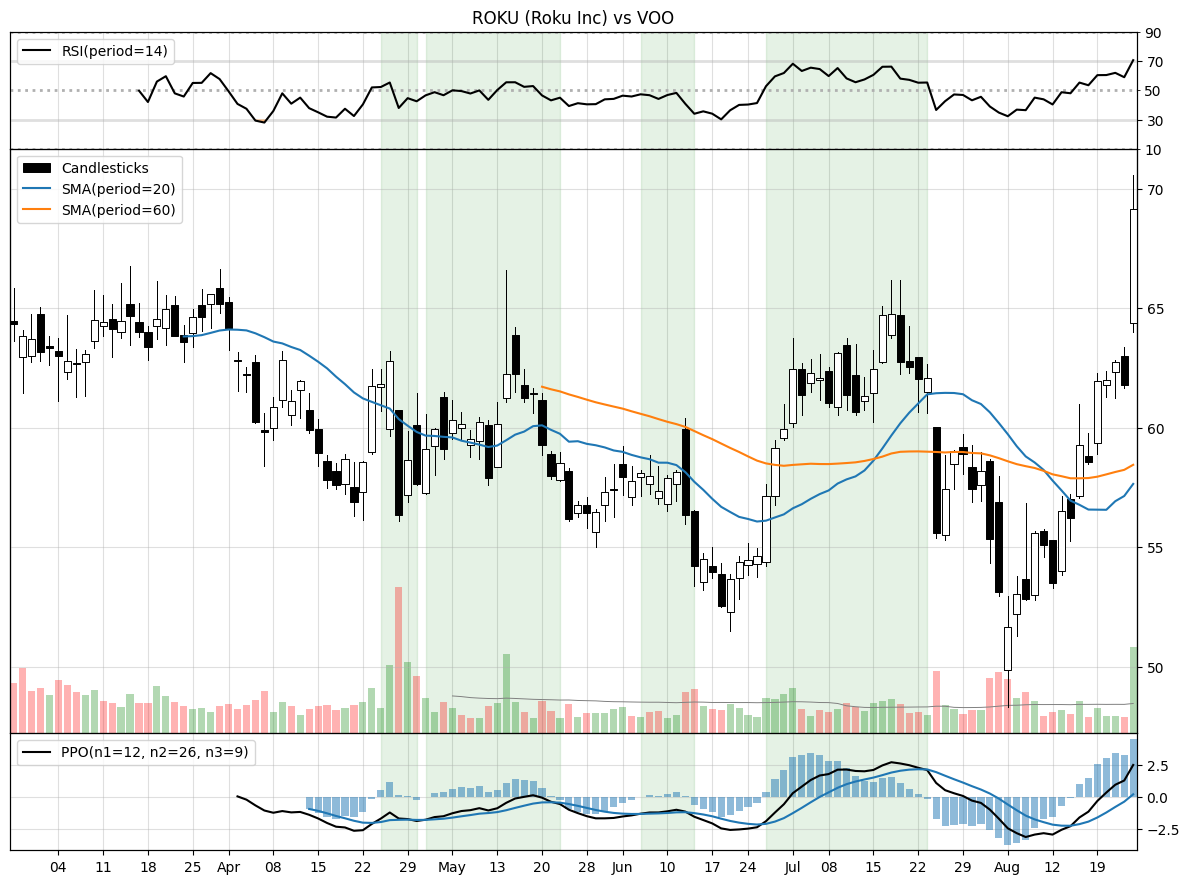 ROKU (Roku Inc) vs VOO
RSI(period=14)
90
70
50
30
10
Candlesticks
SMA(period=20)
SMA(period=60)
70
65
60
55
50
PPO(n1=12, n2=26, n3=9)
2.5
0.0
−2.5
04 11 18 25 Apr 08 15 22 29 May 13 20 28 Jun 10 17 24 Jul 08 15 22 29 Aug 12 19